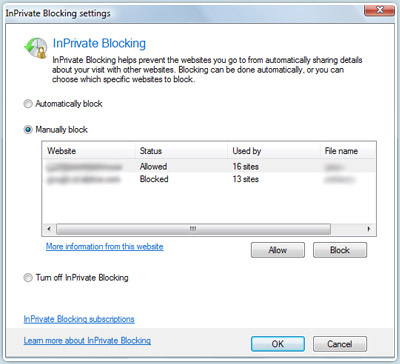 InPrivate Blocking settings
InPrivate Blocking
InPrivate Blocking helps prevent the websites you go to from automatically sharing details
about your visit with other websites. Blocking can be done automatically, or you can
choose which specific websites to block.
Automatically block
Manually block
Website Status Used by File name
Allowed 16 sites
Blocked 13 sites
More information from this website
Allow Block
Turn off InPrivate Blocking
InPrivate Blocking subscriptions
Learn more about InPrivate Blocking
OK Cancel